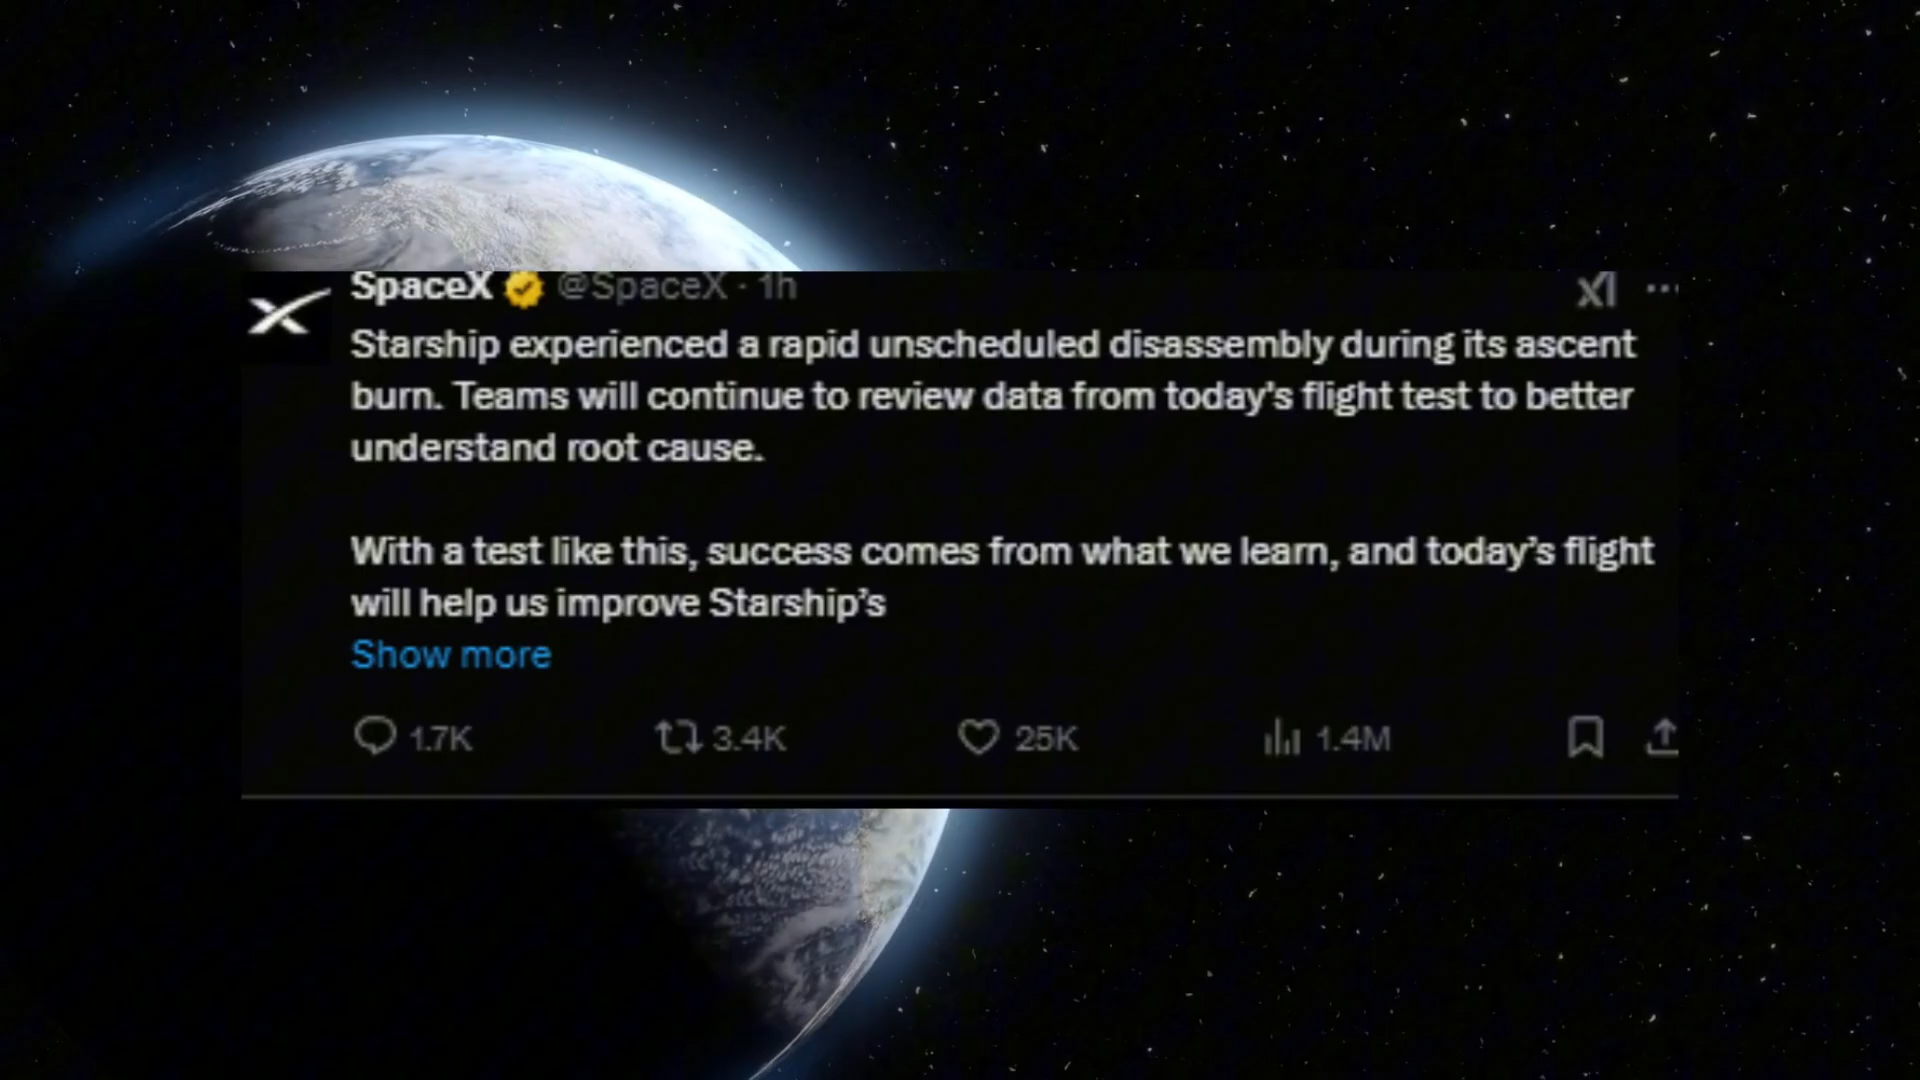 SpaceX @SpaceX · 1h
Starship experienced a rapid unscheduled disassembly during its ascent
burn. Teams will continue to review data from today's flight test to better
understand root cause.
With a test like this, success comes from what we learn, and today’s flight
will help us improve Starship’s
Show more
1.7K 3.4K 25K 1.4M